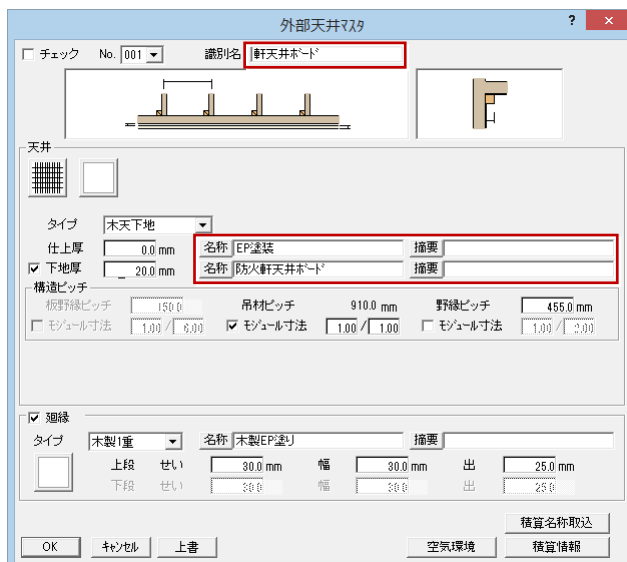 外部天井ﾏｽﾀ ? x
チェック No. 001 識別名 軒天井ﾎﾞｰﾄﾞ
天井
タイプ 木天下地
仕上厚 0.0 mm 名称 EP塗装 摘要
下地厚 20.0 mm 名称 防火軒天井ﾎﾞｰﾄﾞ 摘要
構造ピッチ
板野縁ピッチ 150.0 吊材ピッチ 910.0 mm 野縁ピッチ 455.0 mm
ﾓｼﾞｭｰﾙ寸法 1.00 / 6.00 ﾓｼﾞｭｰﾙ寸法 1.00 / 1.00 ﾓｼﾞｭｰﾙ寸法 1.00 / 2.00
廻縁
タイプ 木製1重 名称 木製EP塗り 摘要
上段 せい 30.0 mm 幅 30.0 mm 出 25.0 mm
下段 せい 30.0 幅 30.0 出 25.0
積算名称取込
OK ｷｬﾝｾﾙ 上書 空気環境 積算情報